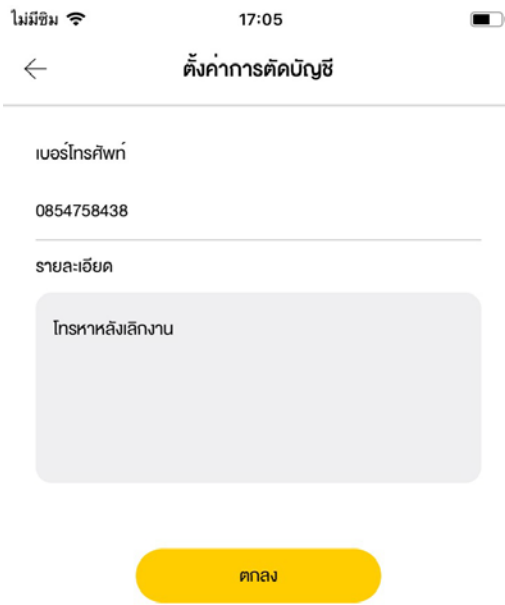 ไม่มีซิม 17:05
ตั้งค่าการตัดบัญชี
เบอร์โทรศัพท์
0854758438
รายละเอียด
โทรหาหลังเลิกงาน
ตกลง